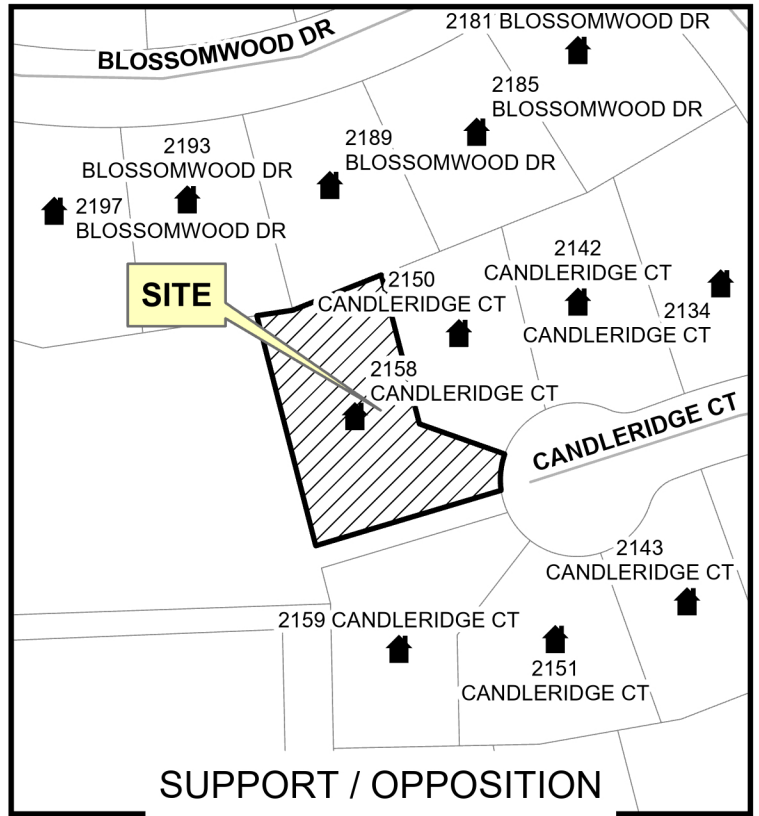 2181 BLOSSOMWOOD DR
BLOSSOMWOOD DR
2185
BLOSSOMWOOD DR
2189
BLOSSOMWOOD DR
2193
BLOSSOMWOOD DR
2197
BLOSSOMWOOD DR
SITE
2150
CANDLERIDGE CT
2142
CANDLERIDGE CT
2134
CANDLERIDGE CT
2158
CANDLERIDGE CT
CANDLERIDGE CT
2143
CANDLERIDGE CT
2159 CANDLERIDGE CT
2151
CANDLERIDGE CT
SUPPORT / OPPOSITION